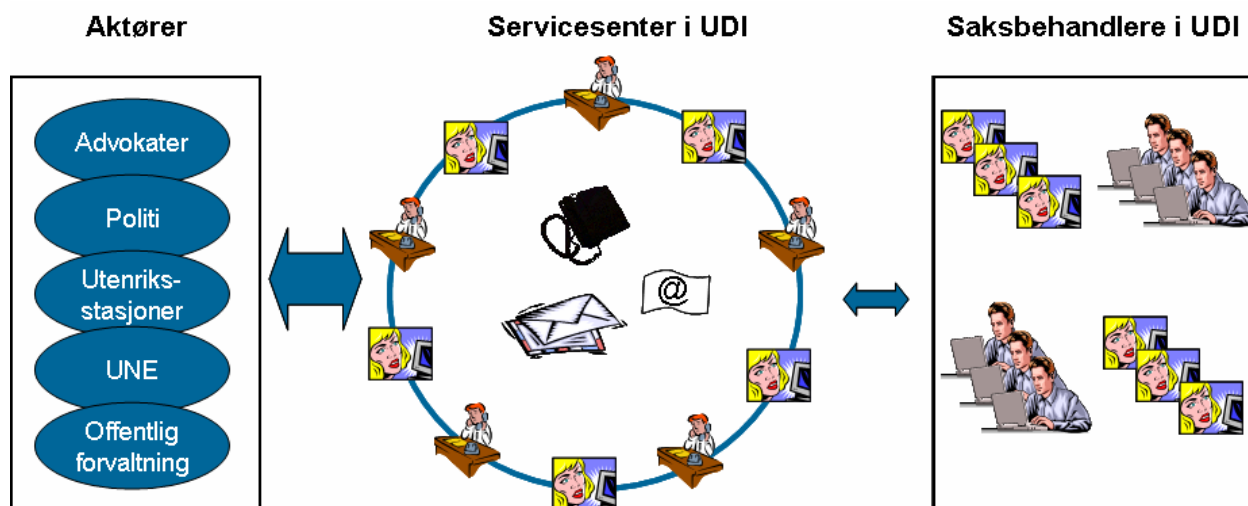 Aktører
Servicesenter i UDI
Saksbehandlere i UDI
Advokater
Politi
Utenriks-
stasjoner
UNE
Offentlig
forvaltning
@